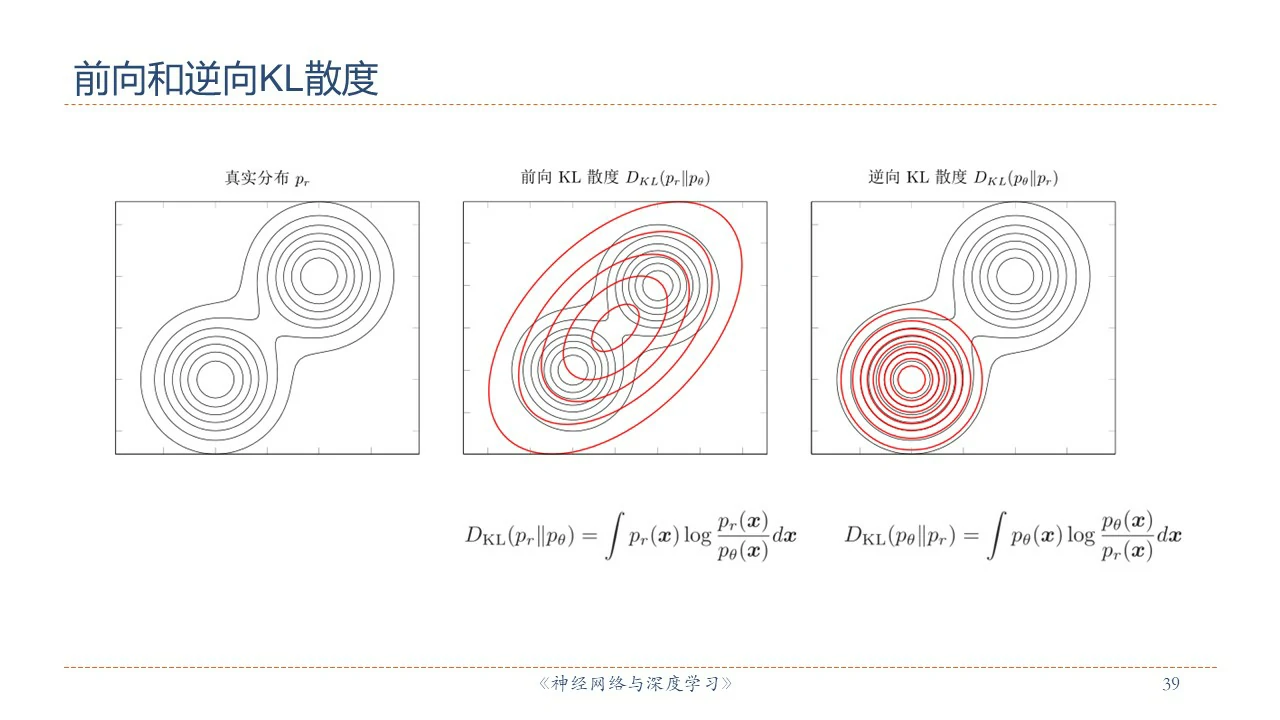 前向和逆向KL散度
真实分布 $p_r$
前向 KL 散度 $D_{KL}(p_r \| p_\theta)$
逆向 KL 散度 $D_{KL}(p_\theta \| p_r)$
$D_{\mathrm{KL}}(p_r \| p_\theta) = \int p_r(\boldsymbol{x}) \log \frac{p_r(\boldsymbol{x})}{p_\theta(\boldsymbol{x})} d\boldsymbol{x}$
$D_{\mathrm{KL}}(p_\theta \| p_r) = \int p_\theta(\boldsymbol{x}) \log \frac{p_\theta(\boldsymbol{x})}{p_r(\boldsymbol{x})} d\boldsymbol{x}$
《神经网络与深度学习》
39